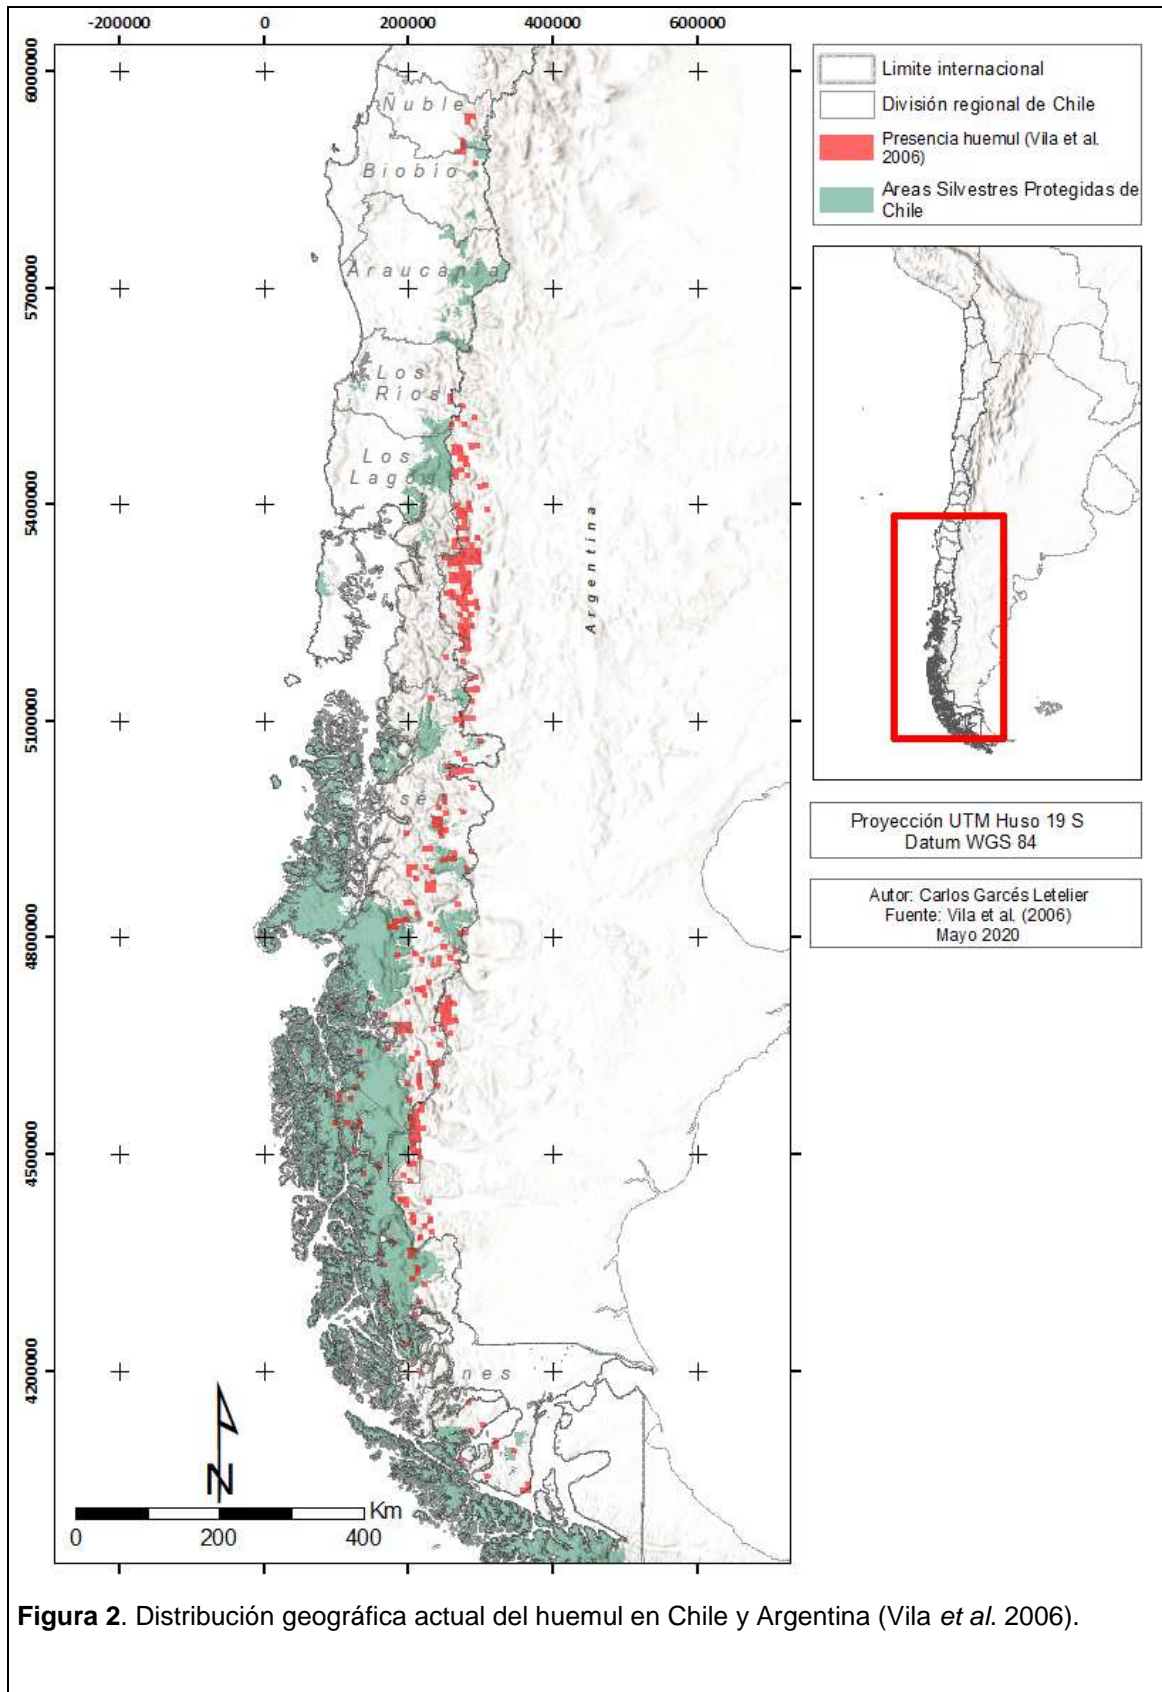 -200000 0 200000 400000 600000
6000000
5700000
5400000
5100000
4800000
4500000
4200000
Ñuble
Biobío
Araucanía
Los
Ríos
Los
Lagos
Argentina
sén
nes
N
Km
0 200 400
Limite internacional
División regional de Chile
Presencia huemul (Vila et al.
2006)
Areas Silvestres Protegidas de
Chile
Proyección UTM Huso 19 S
Datum WGS 84
Autor: Carlos Garcés Letelier
Fuente: Vila et al. (2006)
Mayo 2020
Figura 2. Distribución geográfica actual del huemul en Chile y Argentina (Vila et al. 2006).